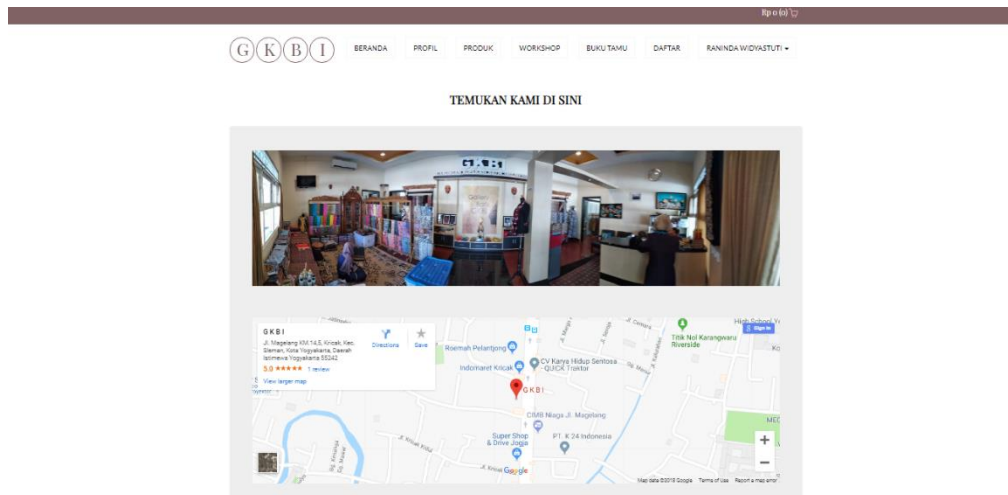 Rp 0 (0)
GKBI
BERANDA PROFIL PRODUK WORKSHOP BUKU TAMU DAFTAR RANINDA WIDYASTUTI
TEMUKAN KAMI DI SINI
GKBI
G K B I
Jl. Magelang KM 14,5, Kricak, Kec.
Sleman, Kota Yogyakarta, Daerah
Istimewa Yogyakarta 55242
5.0 ★★★★★ 1 review
View larger map
Directions
Save
Sign in
Roemah Pelantjong
Titik Nol Karangwaru
Riverside
CV Karya Hidup Sentosa
-QUICK Traktor
Indomaret Kricak
G K B I
CIMB Niaga Jl. Magelang
Super Shop
& Drive Jogja
PT. K 24 Indonesia
Jl. Kricak Kidul
Google
Map data ©2019 Google Terms of Use Report a map error